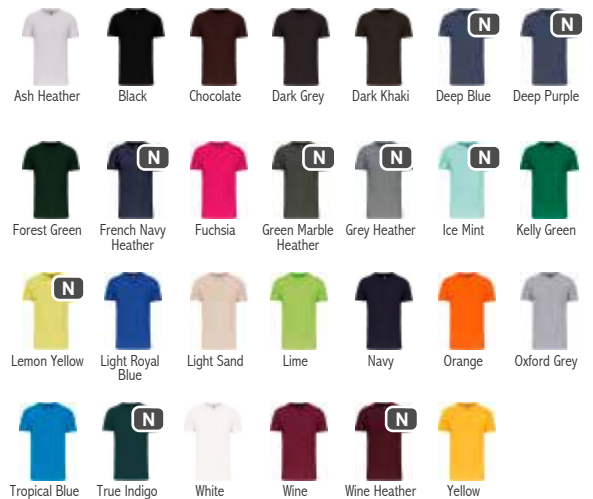 N N
Ash Heather Black Chocolate Dark Grey Dark Khaki Deep Blue Deep Purple
N N N N
Forest Green French Navy Fuchsia Green Marble Grey Heather Ice Mint Kelly Green
Heather Heather
N
Lemon Yellow Light Royal Light Sand Lime Navy Orange Oxford Grey
Blue
N N
Tropical Blue True Indigo White Wine Wine Heather Yellow